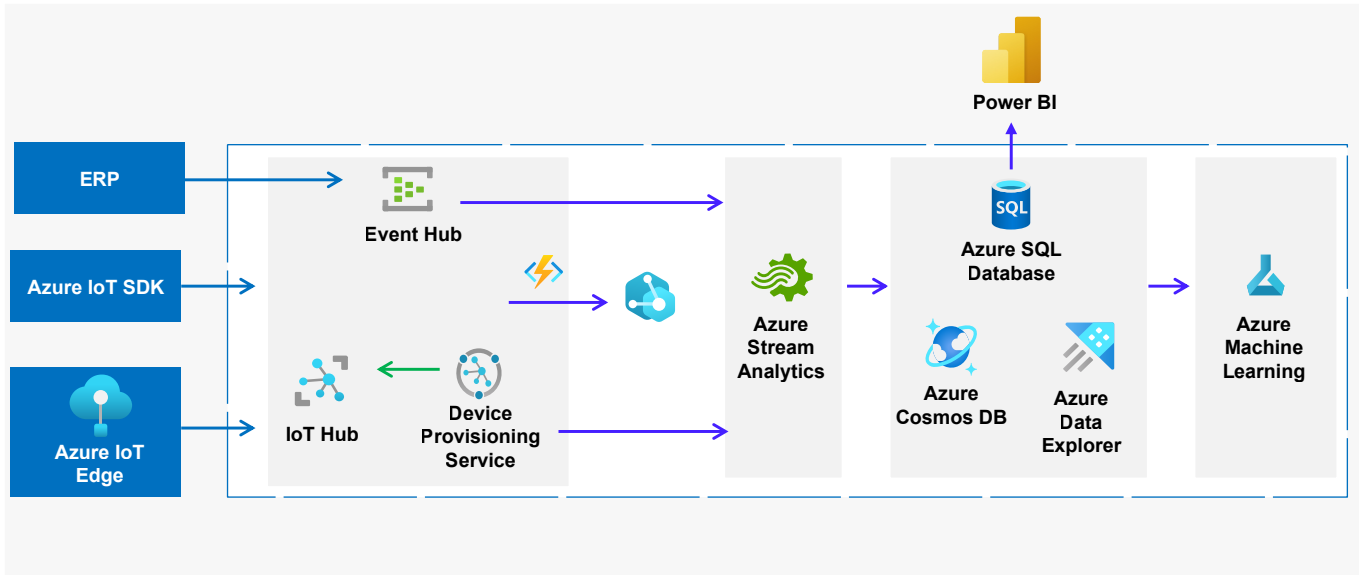 Power BI
ERP
Event Hub
Azure IoT SDK
SQL
Azure SQL
Database
Azure
Stream
Analytics
Azure
Machine
Learning
IoT Hub
Device
Provisioning
Service
Azure
Cosmos DB
Azure
Data
Explorer
Azure IoT
Edge